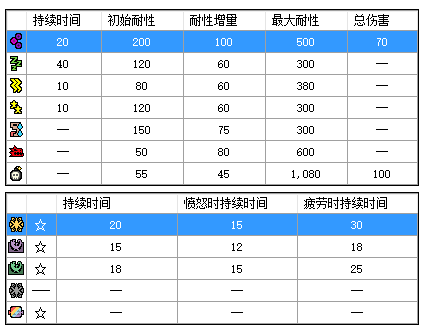 持续时间 初始耐性 耐性增量 最大耐性 总伤害
20 200 100 500 70
40 120 60 300 —
10 80 60 380 —
10 120 60 300 —
— 150 75 300 —
— 50 80 600 —
— 55 45 1,080 100
持续时间 愤怒时持续时间 疲劳时持续时间
☆ 20 15 30
☆ 15 12 18
☆ 18 15 25
— — — —
☆ — — —